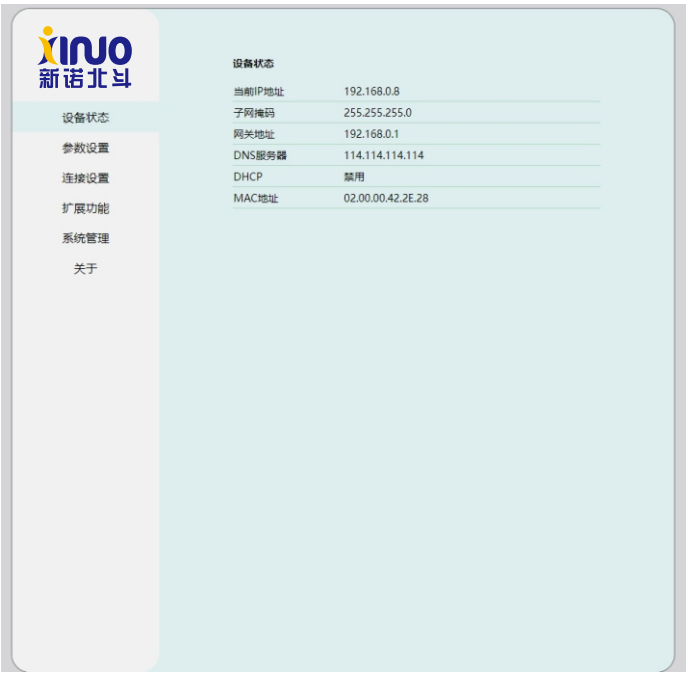 XINUO
新诺北斗
设备状态
参数设置
连接设置
扩展功能
系统管理
关于
设备状态
当前IP地址 192.168.0.8
子网掩码 255.255.255.0
网关地址 192.168.0.1
DNS服务器 114.114.114.114
DHCP 禁用
MAC地址 02.00.00.42.2E.28